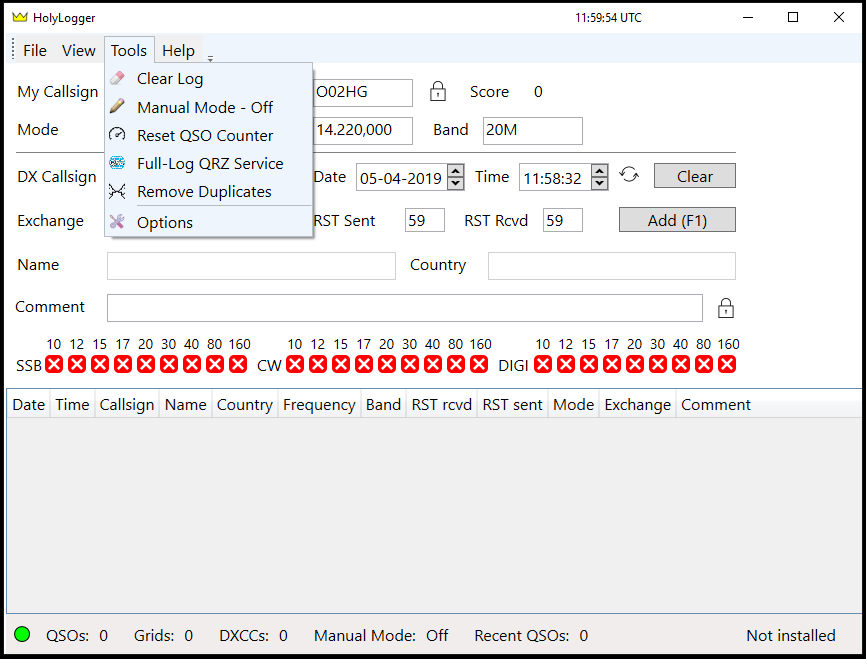 HolyLogger 11:59:54 UTC
File View Tools Help
Clear Log
Manual Mode - Off
Reset QSO Counter
Full-Log QRZ Service
Remove Duplicates
Options
My Callsign O02HG Score 0
Mode 14.220,000 Band 20M
DX Callsign Date 05-04-2019 Time 11:58:32 Clear
Exchange RST Sent 59 RST Rcvd 59 Add (F1)
Name Country
Comment
10 12 15 17 20 30 40 80 160 10 12 15 17 20 30 40 80 160 10 12 15 17 20 30 40 80 160
SSB CW DIGI
Date Time Callsign Name Country Frequency Band RST rcvd RST sent Mode Exchange Comment
QSOs: 0 Grids: 0 DXCCs: 0 Manual Mode: Off Recent QSOs: 0 Not installed